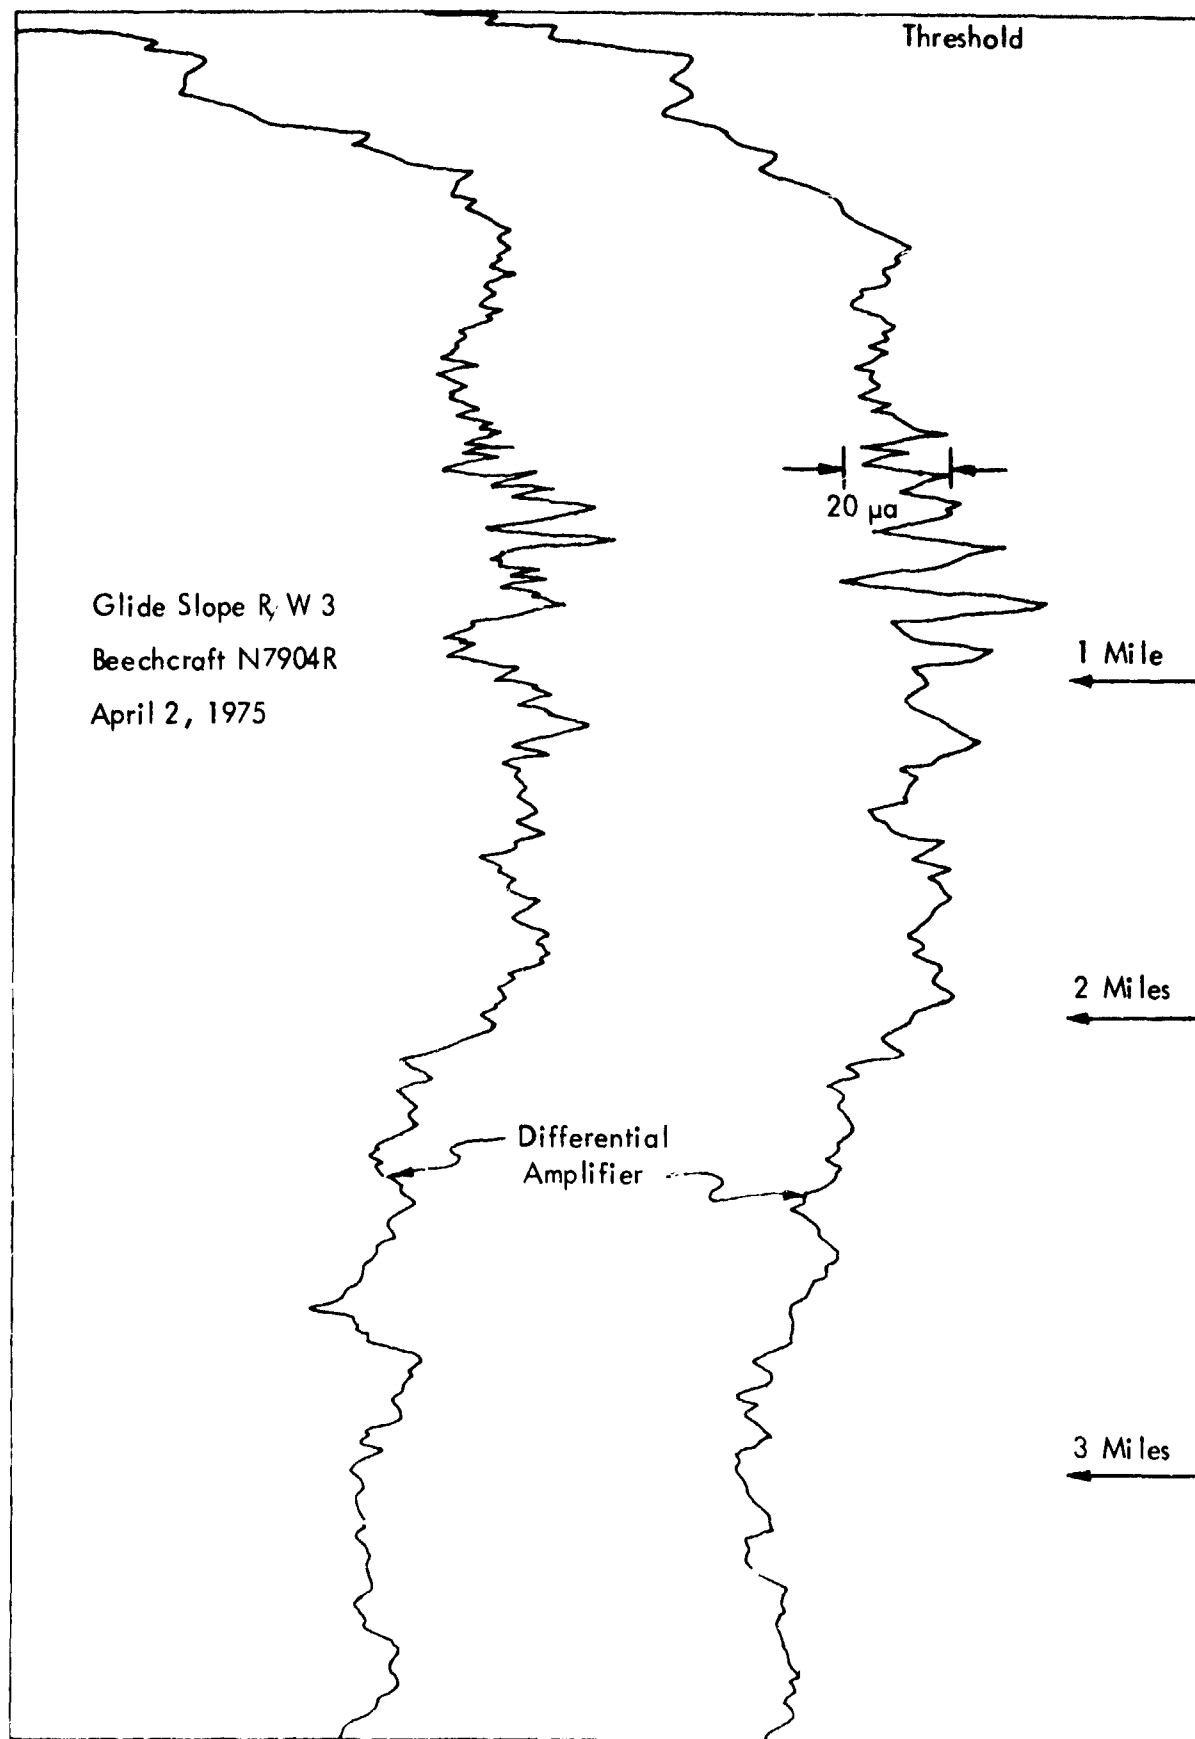 Threshold
20 µa
Glide Slope R/W 3
Beechcraft N7904R
April 2, 1975
1 Mile
2 Miles
Differential
Amplifier
3 Miles